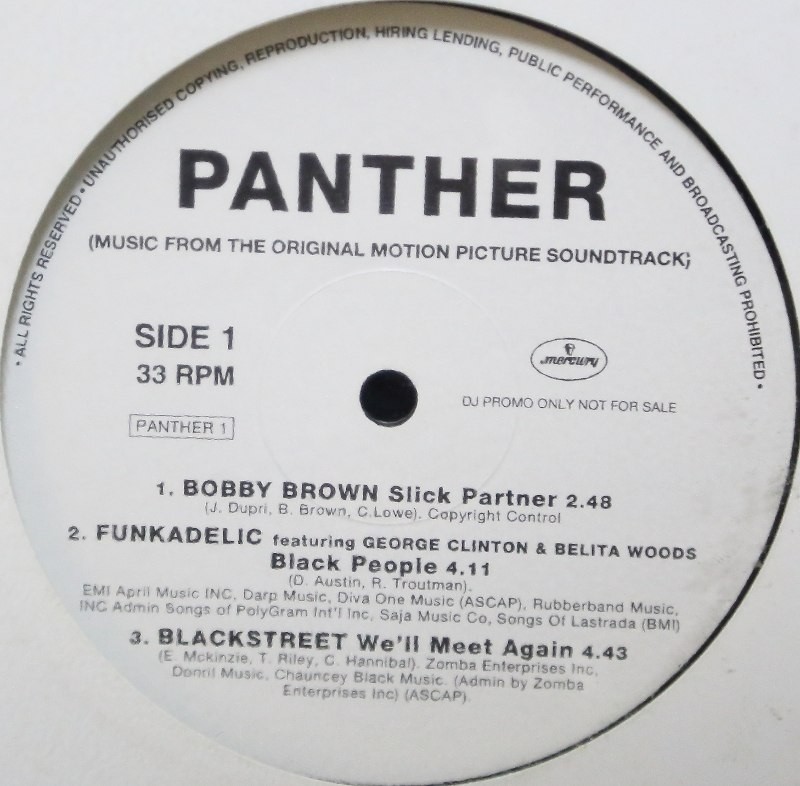 • ALL RIGHTS RESERVED • UNAUTHORISED COPYING, REPRODUCTION, HIRING LENDING, PUBLIC PERFORMANCE AND BROADCASTING PROHIBITED •
PANTHER
(MUSIC FROM THE ORIGINAL MOTION PICTURE SOUNDTRACK)
SIDE 1
33 RPM
mercury
DJ PROMO ONLY NOT FOR SALE
PANTHER 1
1. BOBBY BROWN Slick Partner 2.48
(J. Dupri, B. Brown, C.Lowe). Copyright Control
2. FUNKADELIC featuring GEORGE CLINTON & BELITA WOODS
Black People 4.11
(D. Austin, R. Troutman).
EMI April Music INC, Darp Music, Diva One Music (ASCAP), Rubberband Music,
INC Admin Songs of PolyGram Int'l Inc, Saja Music Co, Songs Of Lastrada (BMI)
3. BLACKSTREET We'll Meet Again 4.43
(E. Mckinzie, T. Riley, C. Hannibal). Zomba Enterprises Inc,
Donril Music, Chauncey Black Music. (Admin by Zomba
Enterprises Inc) (ASCAP).